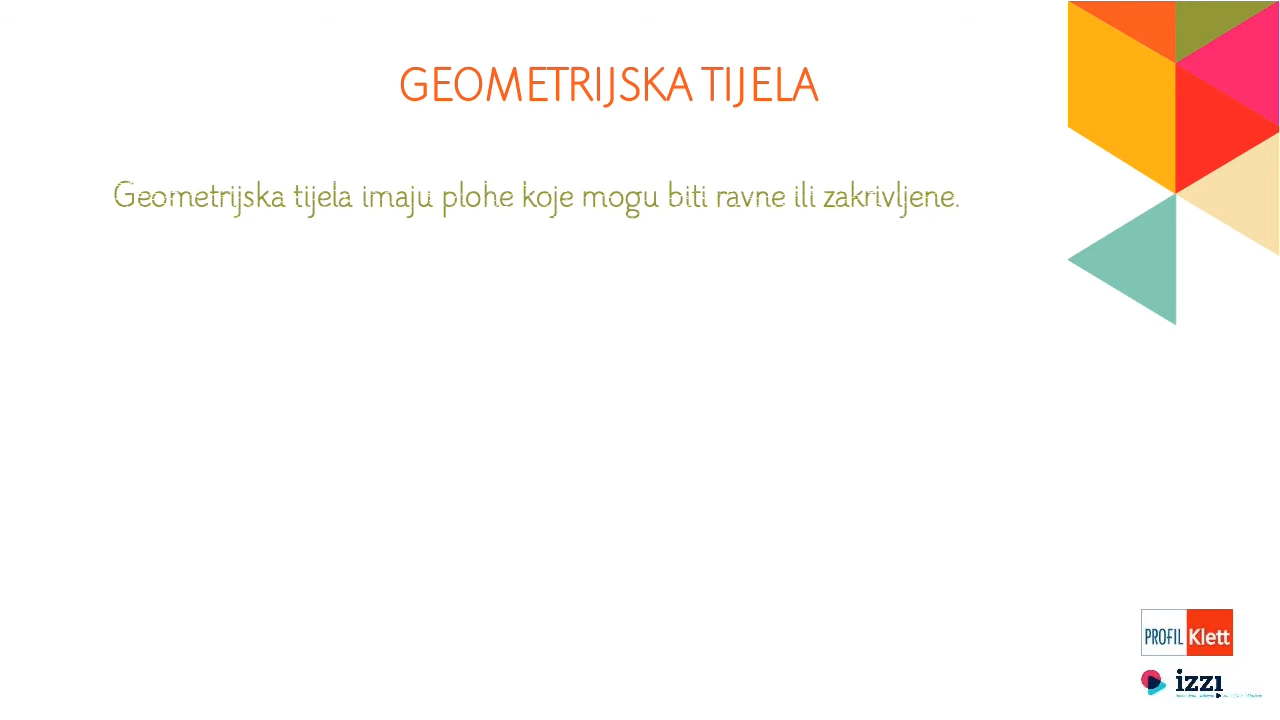 GEOMETRIJSKA TIJELA
Geometrijska tijela imaju plohe koje mogu biti ravne ili zakrivljene.
PROFIL Klett
izzi